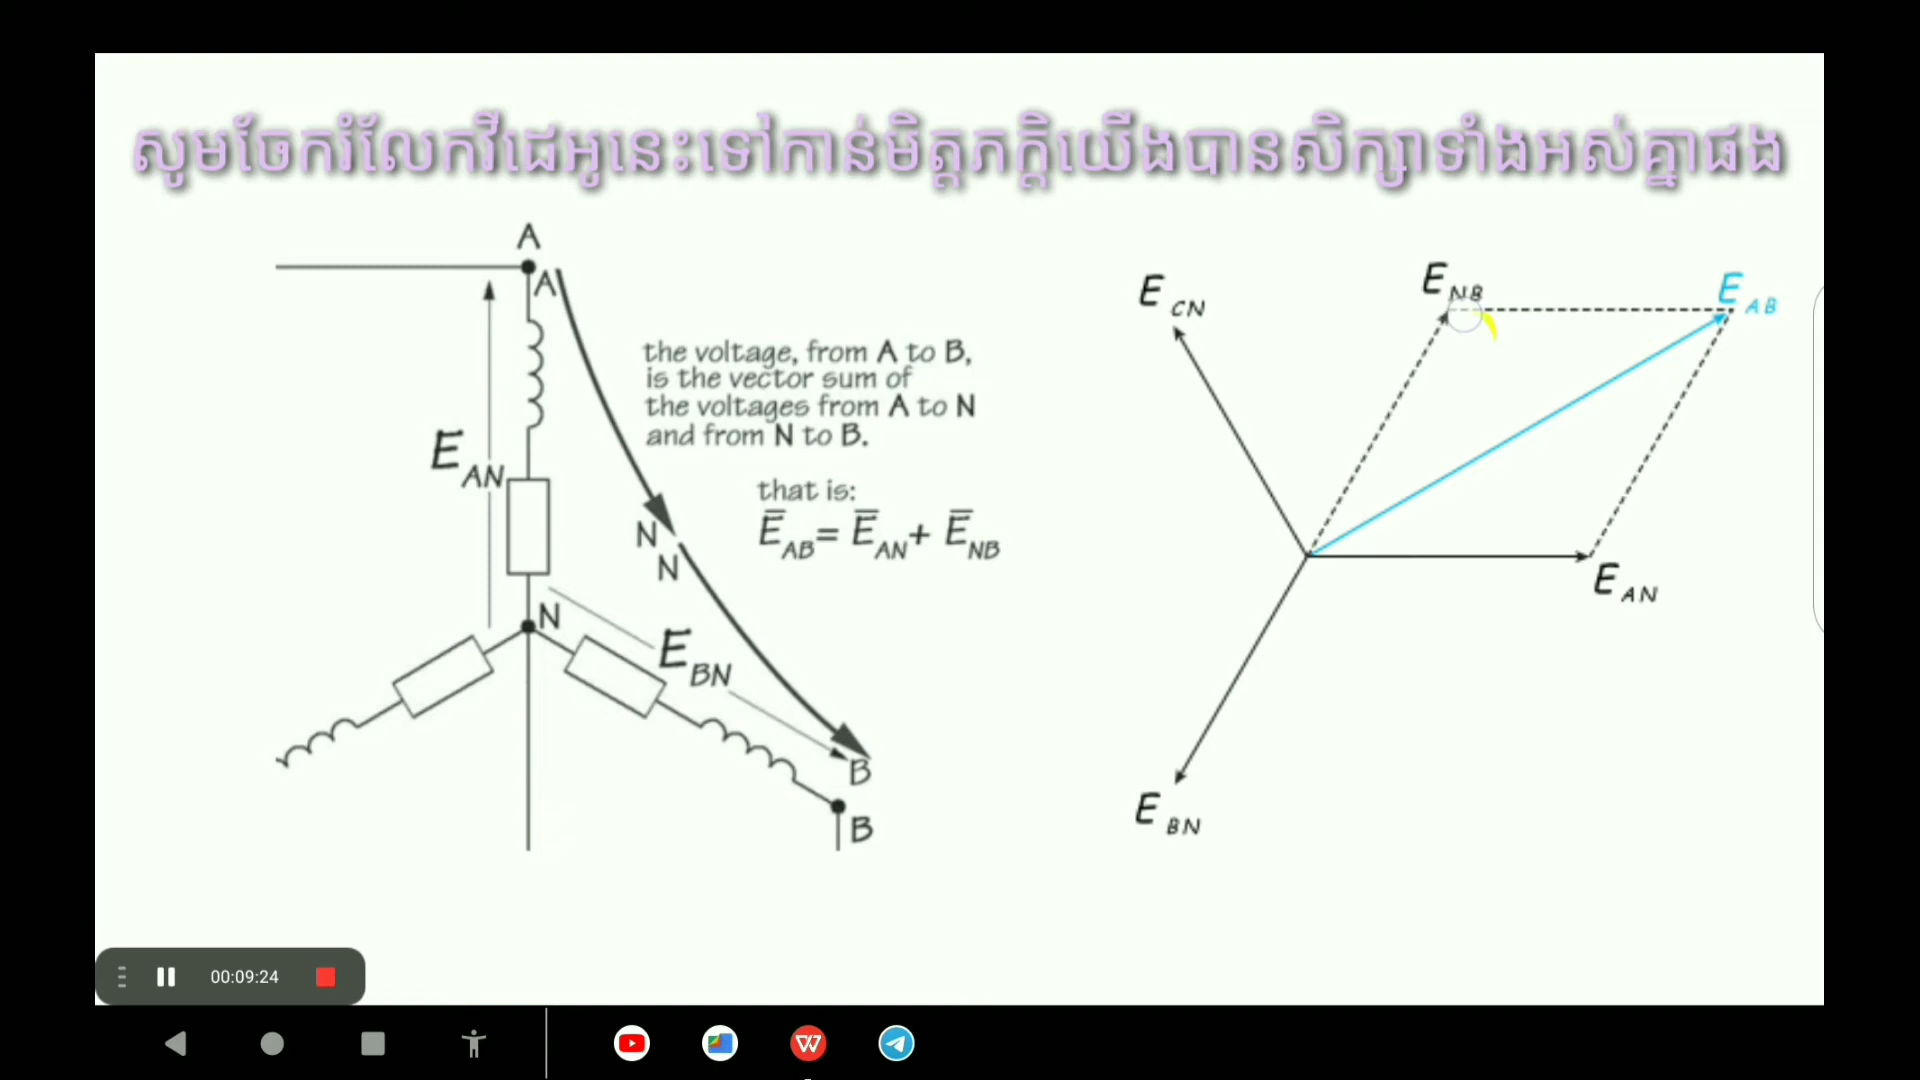 សូមចែករំលែកវីដេអូនេះទៅកាន់មិត្តភក្តិយើងបានសិក្សាទាំងអស់គ្នាផង
A
A
E AN
the voltage, from A to B,
is the vector sum of
the voltages from A to N
and from N to B.
that is:
E̅AB= E̅AN+ E̅NB
N
N
N
E BN
B
B
E CN
E NB
E AB
E AN
E BN
00:09:24